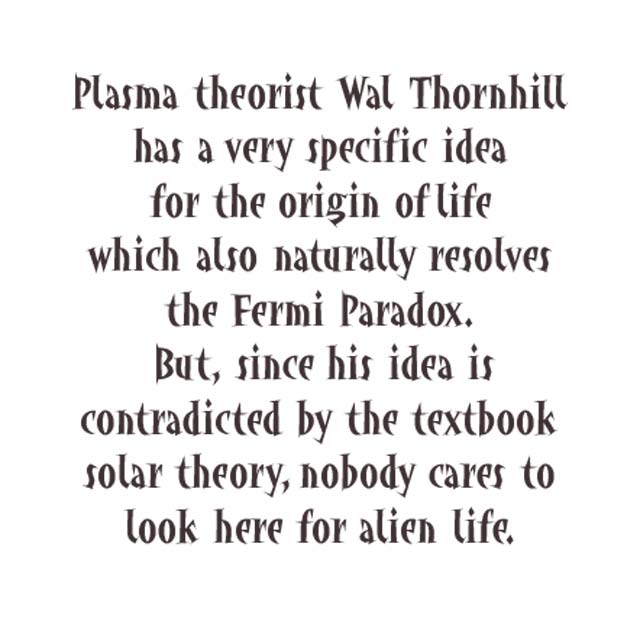 Plasma theorist Wal Thornhill
has a very specific idea
for the origin of life
which also naturally resolves
the Fermi Paradox.
But, since his idea is
contradicted by the textbook
solar theory, nobody cares to
look here for alien life.